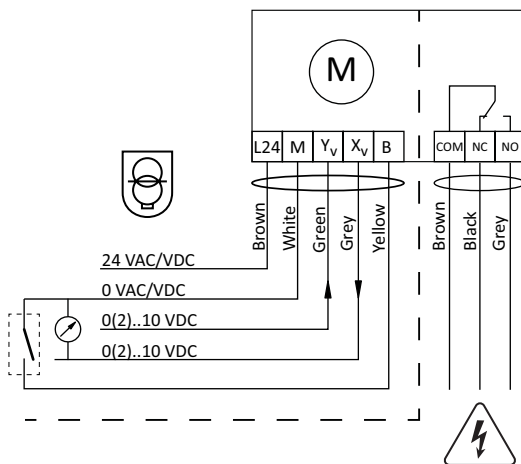 M
L24 M Yv Xv B COM NC NO
Brown White Green Grey Yellow Brown Black Grey
24 VAC/VDC
0 VAC/VDC
0(2)..10 VDC
0(2)..10 VDC